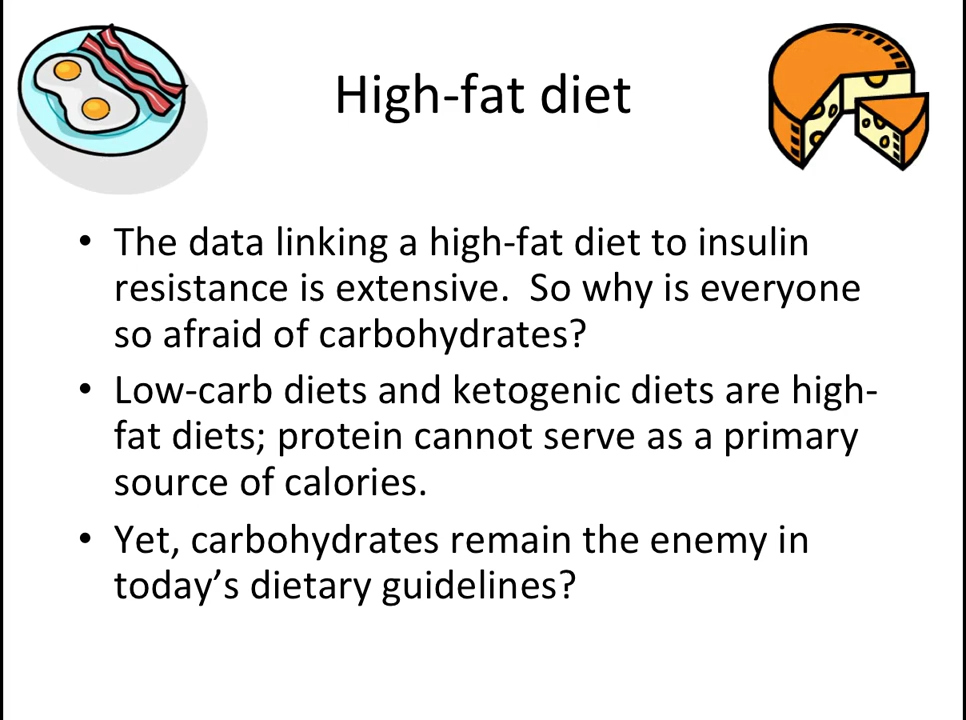 High-fat diet
• The data linking a high-fat diet to insulin
resistance is extensive.  So why is everyone
so afraid of carbohydrates?
• Low-carb diets and ketogenic diets are high-
fat diets; protein cannot serve as a primary
source of calories.
• Yet, carbohydrates remain the enemy in
today’s dietary guidelines?